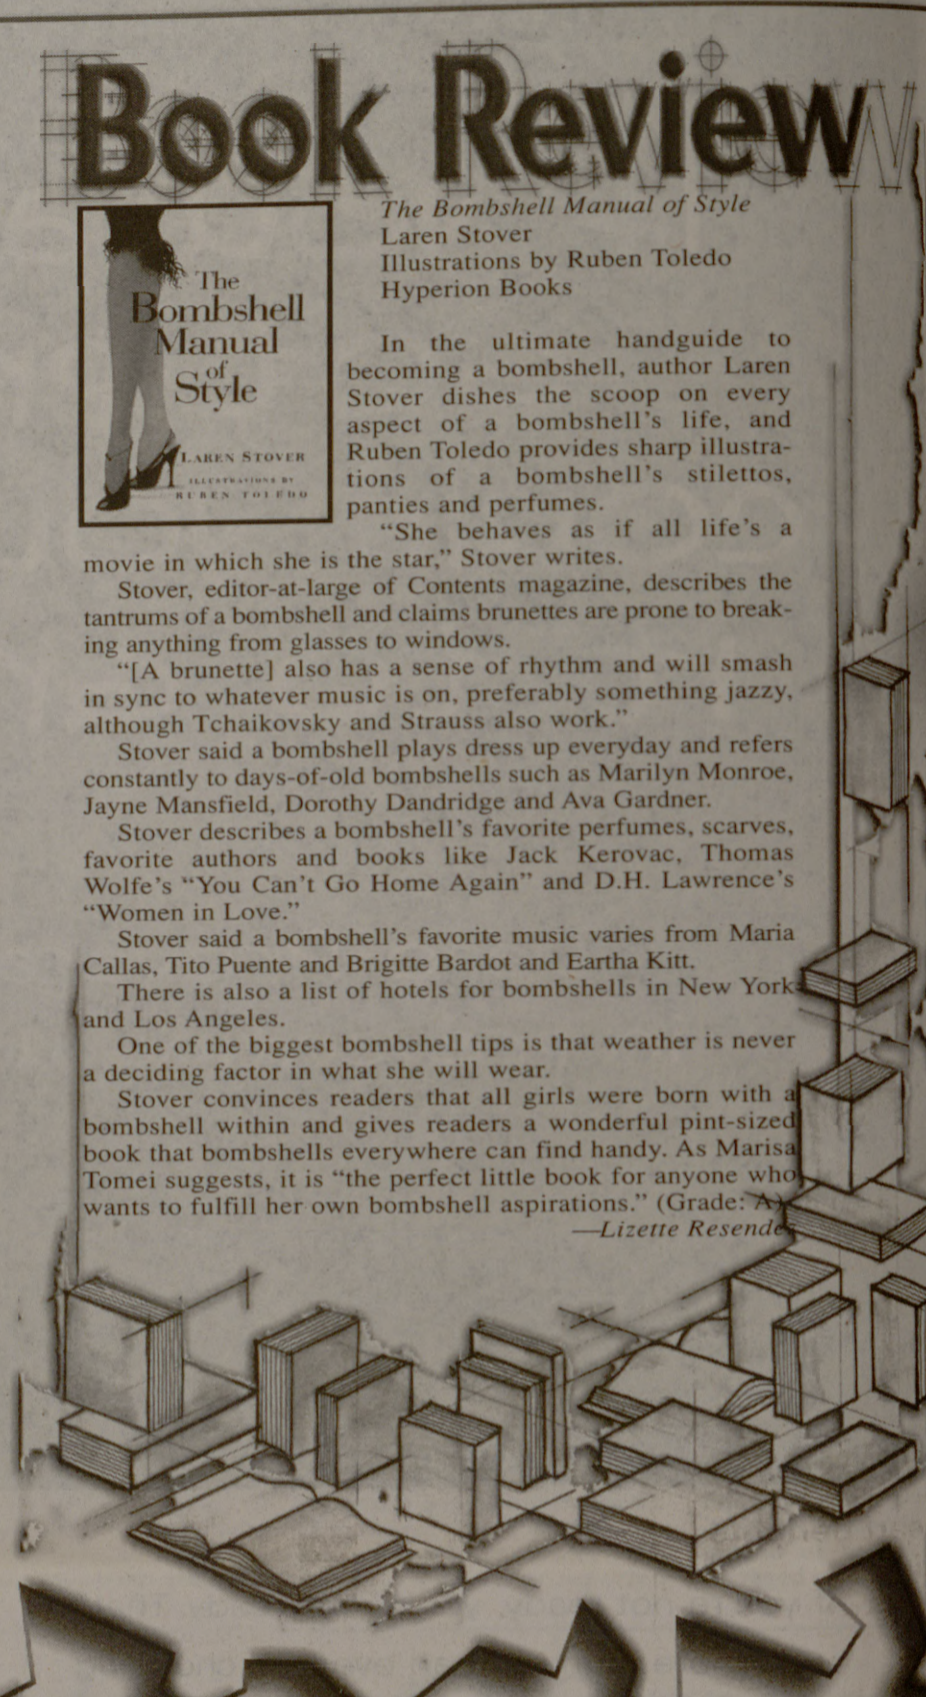 Book Review
The Bombshell Manual of Style
Laren Stover
Illustrations by Ruben Toledo
Hyperion Books
The
Bombshell
Manual
of
Style
LAREN STOVER
ILLUSTRATIONS BY
RUBEN TOLEDO
In the ultimate handguide to
becoming a bombshell, author Laren
Stover dishes the scoop on every
aspect of a bombshell's life, and
Ruben Toledo provides sharp illustra-
tions of a bombshell's stilettos,
panties and perfumes.
“She behaves as if all life's a
movie in which she is the star,” Stover writes.
Stover, editor-at-large of Contents magazine, describes the
tantrums of a bombshell and claims brunettes are prone to break-
ing anything from glasses to windows.
“[A brunette] also has a sense of rhythm and will smash
in sync to whatever music is on, preferably something jazzy,
although Tchaikovsky and Strauss also work.”
Stover said a bombshell plays dress up everyday and refers
constantly to days-of-old bombshells such as Marilyn Monroe,
Jayne Mansfield, Dorothy Dandridge and Ava Gardner.
Stover describes a bombshell's favorite perfumes, scarves,
favorite authors and books like Jack Kerovac, Thomas
Wolfe's “You Can't Go Home Again” and D.H. Lawrence's
“Women in Love.”
Stover said a bombshell's favorite music varies from Maria
Callas, Tito Puente and Brigitte Bardot and Eartha Kitt.
There is also a list of hotels for bombshells in New York
and Los Angeles.
One of the biggest bombshell tips is that weather is never
a deciding factor in what she will wear.
Stover convinces readers that all girls were born with a
bombshell within and gives readers a wonderful pint-sized
book that bombshells everywhere can find handy. As Marisa
Tomei suggests, it is “the perfect little book for anyone who
wants to fulfill her own bombshell aspirations.” (Grade: A)
—Lizette Resendez